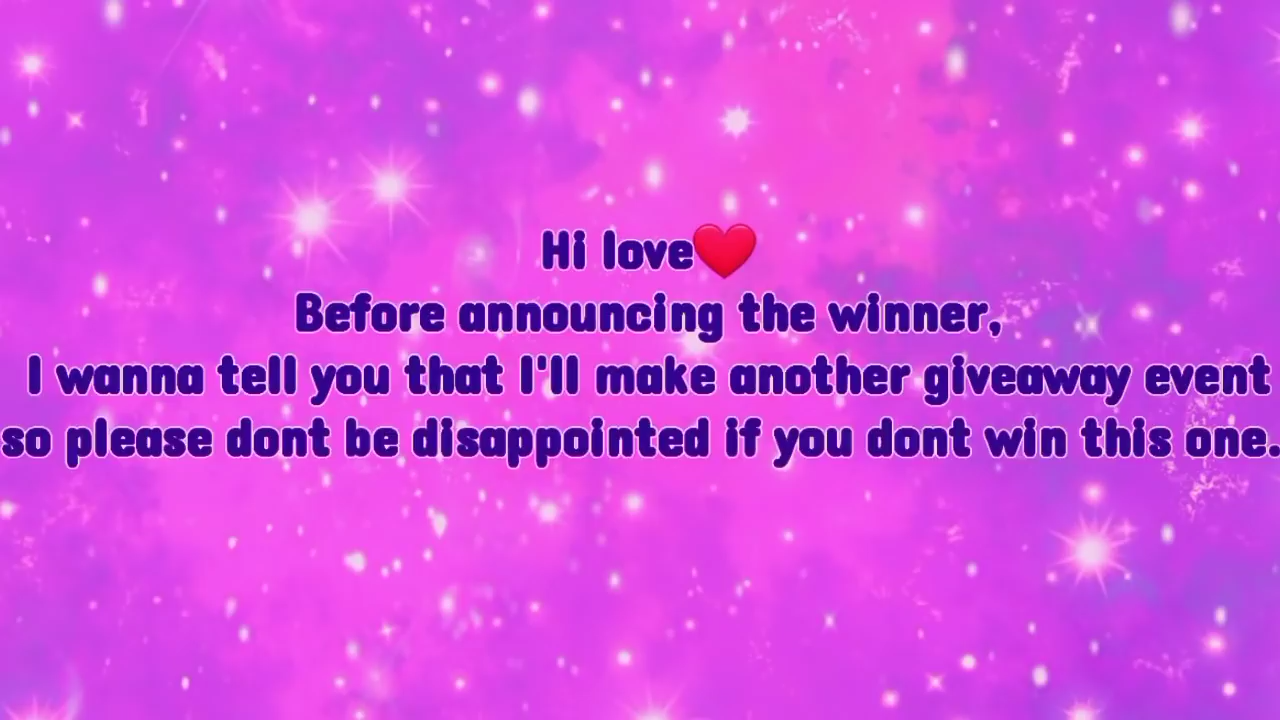 Hi love❤️
Before announcing the winner,
I wanna tell you that I'll make another giveaway event
so please dont be disappointed if you dont win this one.